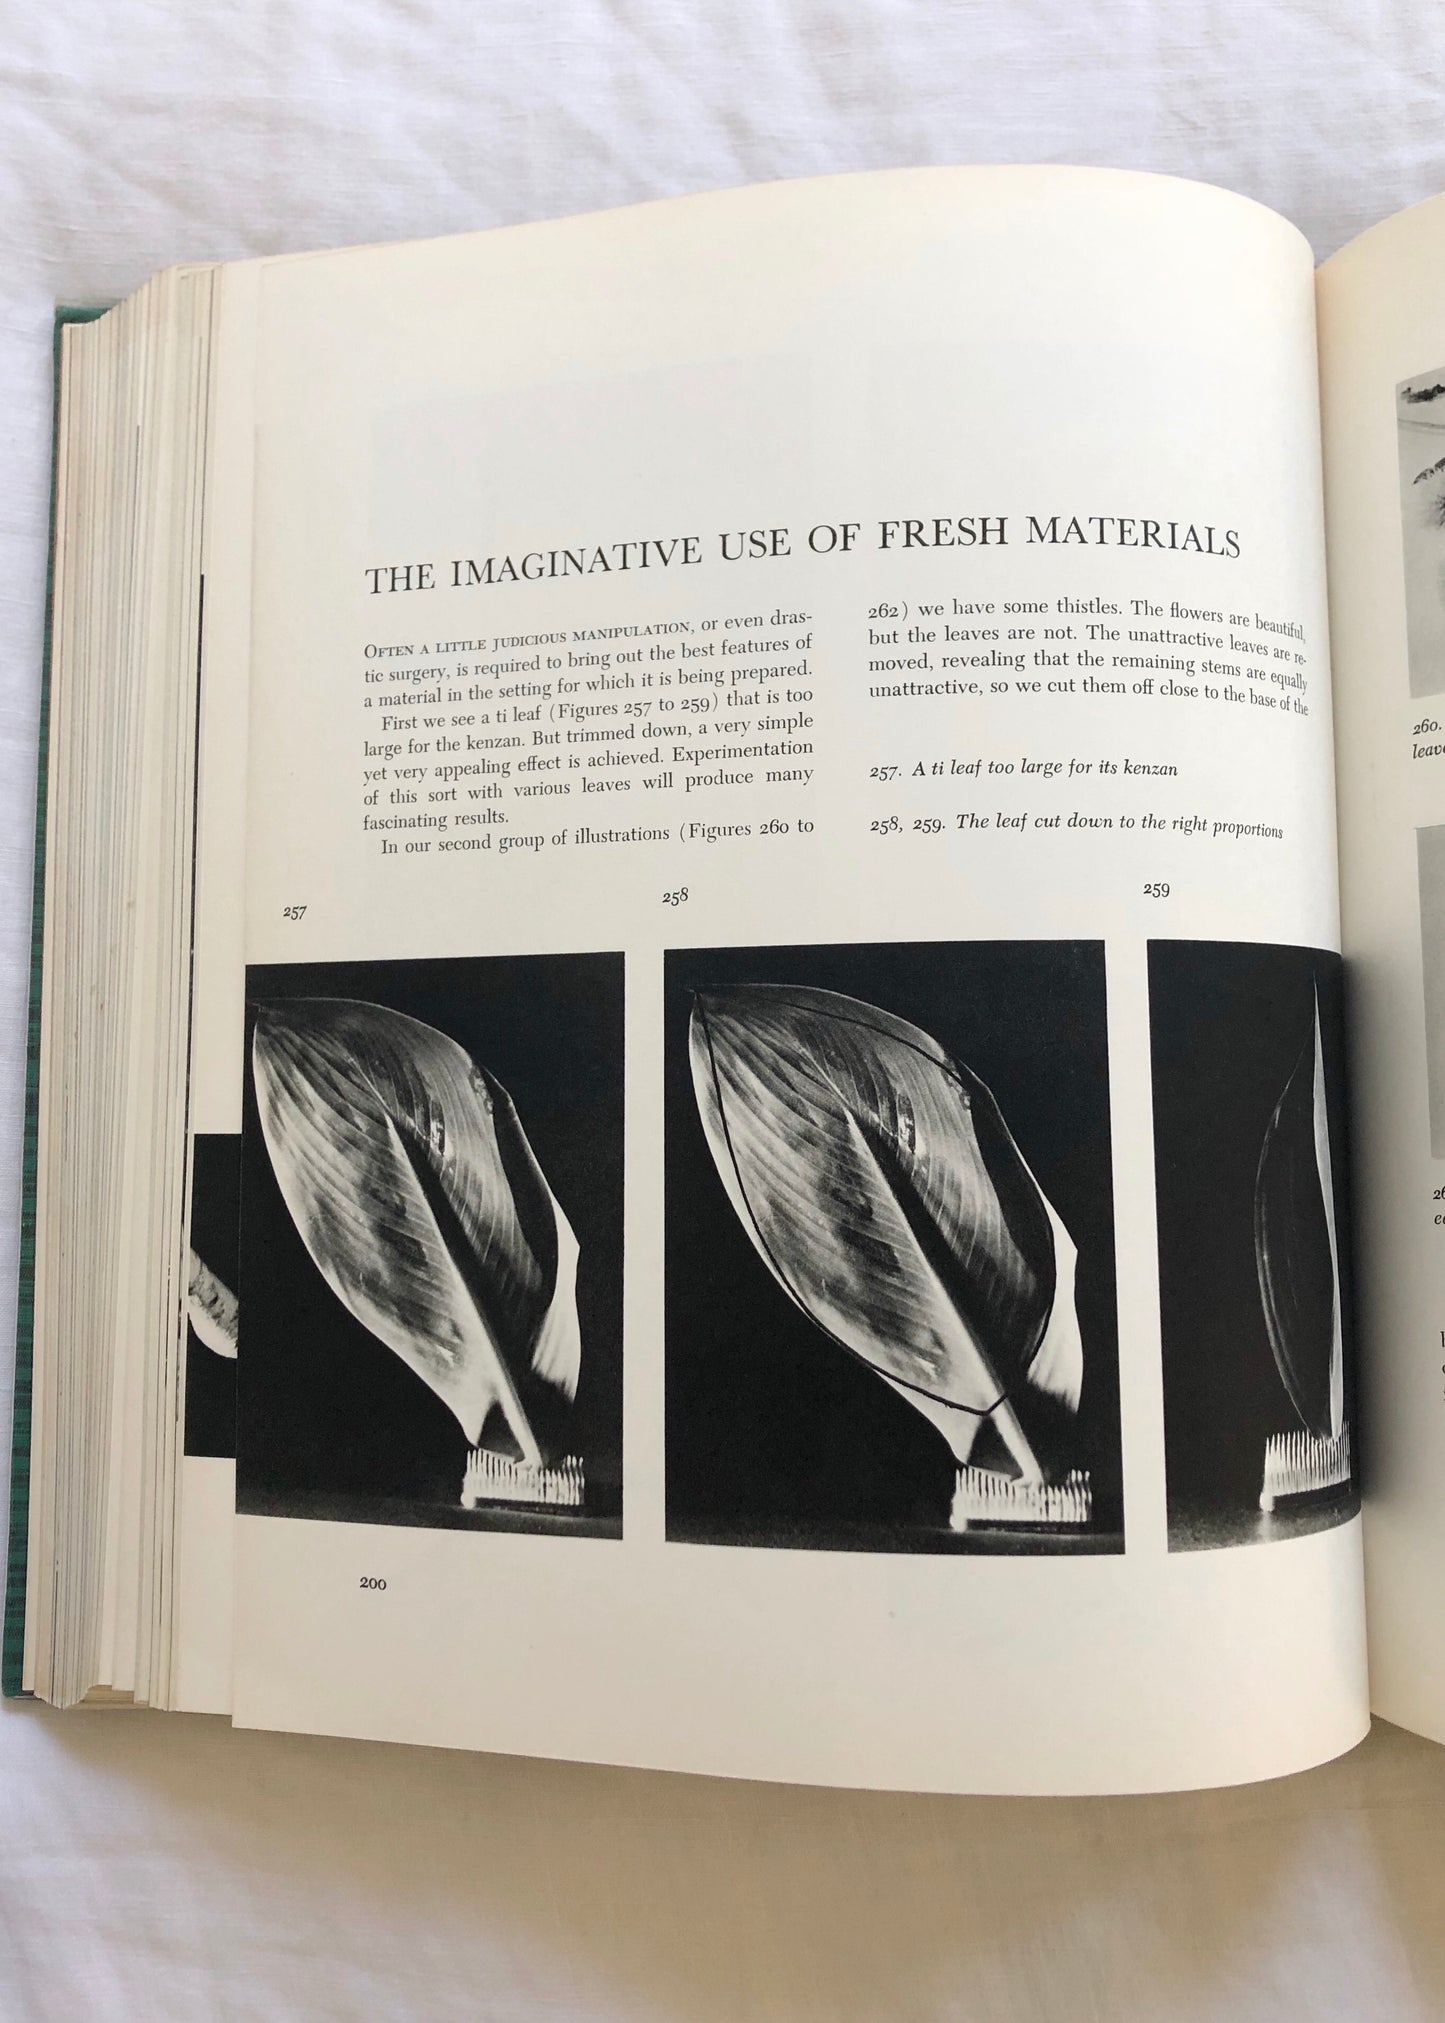 THE IMAGINATIVE USE OF FRESH MATERIALS
OFTEN A LITTLE JUDICIOUS MANIPULATION, or even dras-
tic surgery, is required to bring out the best features of
a material in the setting for which it is being prepared.
First we see a ti leaf (Figures 257 to 259) that is too
large for the kenzan. But trimmed down, a very simple
yet very appealing effect is achieved. Experimentation
of this sort with various leaves will produce many
fascinating results.
In our second group of illustrations (Figures 260 to
262) we have some thistles. The flowers are beautiful,
but the leaves are not. The unattractive leaves are re-
moved, revealing that the remaining stems are equally
unattractive, so we cut them off close to the base of the
257. A ti leaf too large for its kenzan
258, 259. The leaf cut down to the right proportions
257
258
259
200
260.